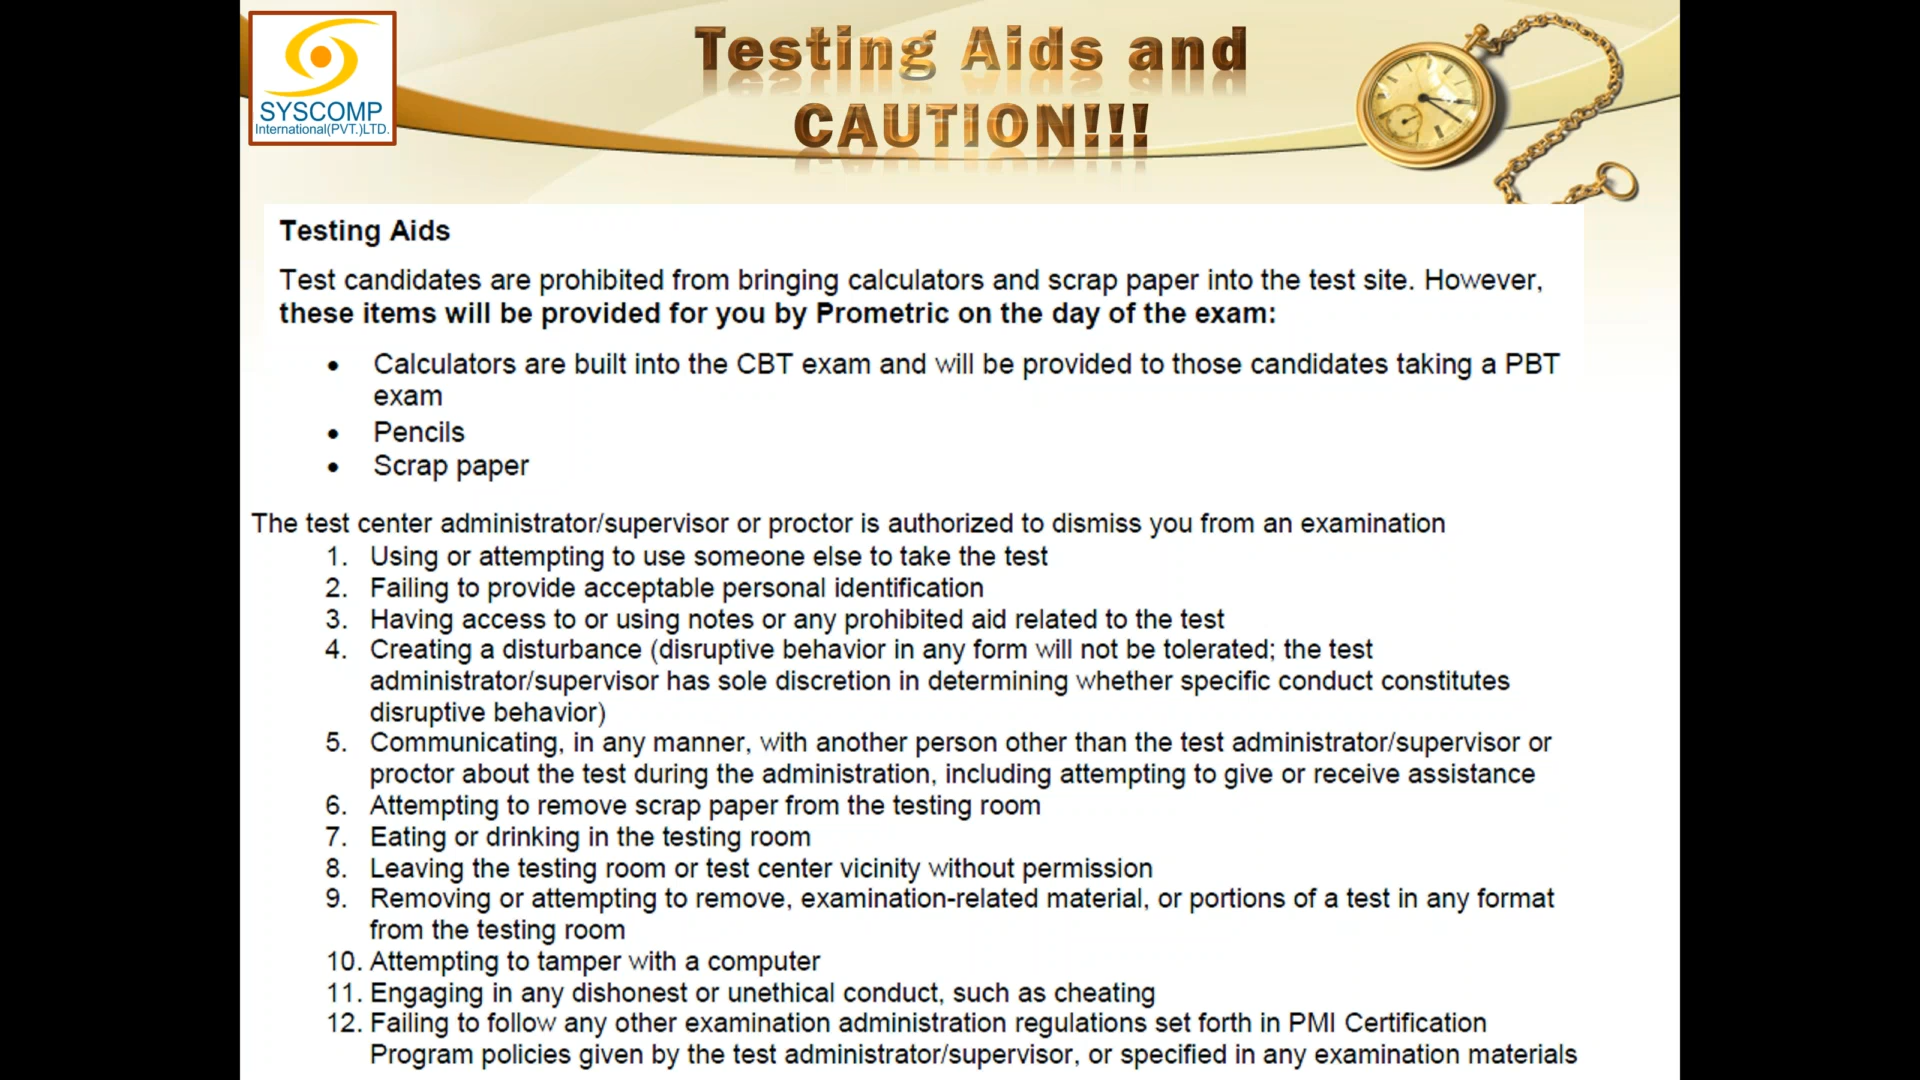 SYSCOMP
International(PVT.)LTD.
Testing Aids and
CAUTION!!!
Testing Aids
Test candidates are prohibited from bringing calculators and scrap paper into the test site. However,
these items will be provided for you by Prometric on the day of the exam:
• Calculators are built into the CBT exam and will be provided to those candidates taking a PBT
exam
• Pencils
• Scrap paper
The test center administrator/supervisor or proctor is authorized to dismiss you from an examination
1. Using or attempting to use someone else to take the test
2. Failing to provide acceptable personal identification
3. Having access to or using notes or any prohibited aid related to the test
4. Creating a disturbance (disruptive behavior in any form will not be tolerated; the test
administrator/supervisor has sole discretion in determining whether specific conduct constitutes
disruptive behavior)
5. Communicating, in any manner, with another person other than the test administrator/supervisor or
proctor about the test during the administration, including attempting to give or receive assistance
6. Attempting to remove scrap paper from the testing room
7. Eating or drinking in the testing room
8. Leaving the testing room or test center vicinity without permission
9. Removing or attempting to remove, examination-related material, or portions of a test in any format
from the testing room
10. Attempting to tamper with a computer
11. Engaging in any dishonest or unethical conduct, such as cheating
12. Failing to follow any other examination administration regulations set forth in PMI Certification
Program policies given by the test administrator/supervisor, or specified in any examination materials